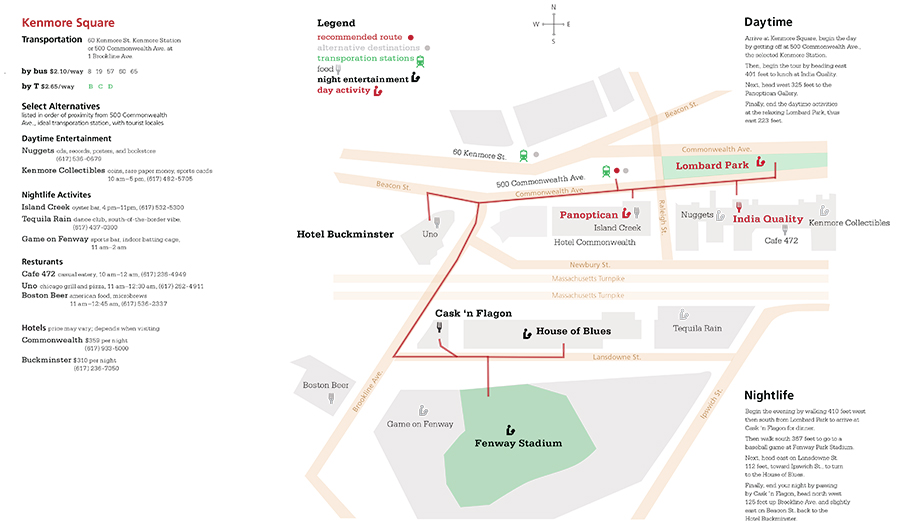 Kenmore Square
Transportation 60 Kenmore St. Kenmore Station
or 500 Commonwealth Ave. at
1 Brookline Ave.
by bus $2.10/way 8 19 57 60 65
by T $2.65/way B C D
Select Alternatives
listed in order of proximity from 500 Commonwealth
Ave., ideal transporation station, with tourist locales
Daytime Entertainment
Nuggets cds, records, posters, and bookstore
(617) 536-0679
Kenmore Collectibles coins, rare paper money, sports cards
10 am-5 pm, (617) 482-5705
Nightlife Activites
Island Creek oyster bar, 4 pm-11pm, (617) 532-5300
Tequila Rain dance club, south-of-the-border vibe.
(617) 437-0300
Game on Fenway sports bar, indoor batting cage,
11 am-2 am
Resturants
Cafe 472 casual eatery, 10 am-12 am, (617) 236-4949
Uno chicago grill and pizza, 11 am-12:30 am, (617) 262-4911
Boston Beer american food, microbrews
11 am-12:45 am, (617) 536-2337
Hotels price may vary; depends when visiting
Commonwealth $359 per night
(617) 933-5000
Buckminster $310 per night
(617) 236-7050
Legend
recommended route
alternative destinations
transporation stations
food
night entertainment
day activity
N
W E
S
Daytime
Arrive at Kenmore Square, begin the day
by getting off at 500 Commonwealth Ave.,
the selected Kenmore Station.
Then, begin the tour by heading east
401 feet to lunch at India Quality.
Next, head west 325 feet to the
Panoptican Gallery.
Finally, end the daytime activities
at the relaxing Lombard Park, thus
east 223 feet.
Beacon St.
60 Kenmore St.
Commonwealth Ave.
Lombard Park
500 Commonwealth Ave.
Beacon St.
Commonwealth Ave.
Raleigh St.
Panoptican
Island Creek
Hotel Commonwealth
Nuggets
India Quality
Kenmore Collectibles
Cafe 472
Uno
Hotel Buckminster
Newbury St.
Massachusetts Turnpike
Massachusetts Turnpike
Cask 'n Flagon
House of Blues
Tequila Rain
Lansdowne St.
Boston Beer
Brookline Ave.
Game on Fenway
Fenway Stadium
Ipswich St.
Nightlife
Begin the evening by walking 410 feet west
then south from Lombard Park to arrive at
Cask 'n Flagon for dinner.
Then walk south 387 feet to go to a
baseball game at Fenway Park Stadium.
Next, head east on Lansdowne St.
112 feet, toward Ipswich St., to turn
to the House of Blues.
Finally, end your night by passing
by Cask 'n Flagon, head north west
125 feet up Brookline Ave. and slightly
east on Beacon St. back to the
Hotel Buckminster.